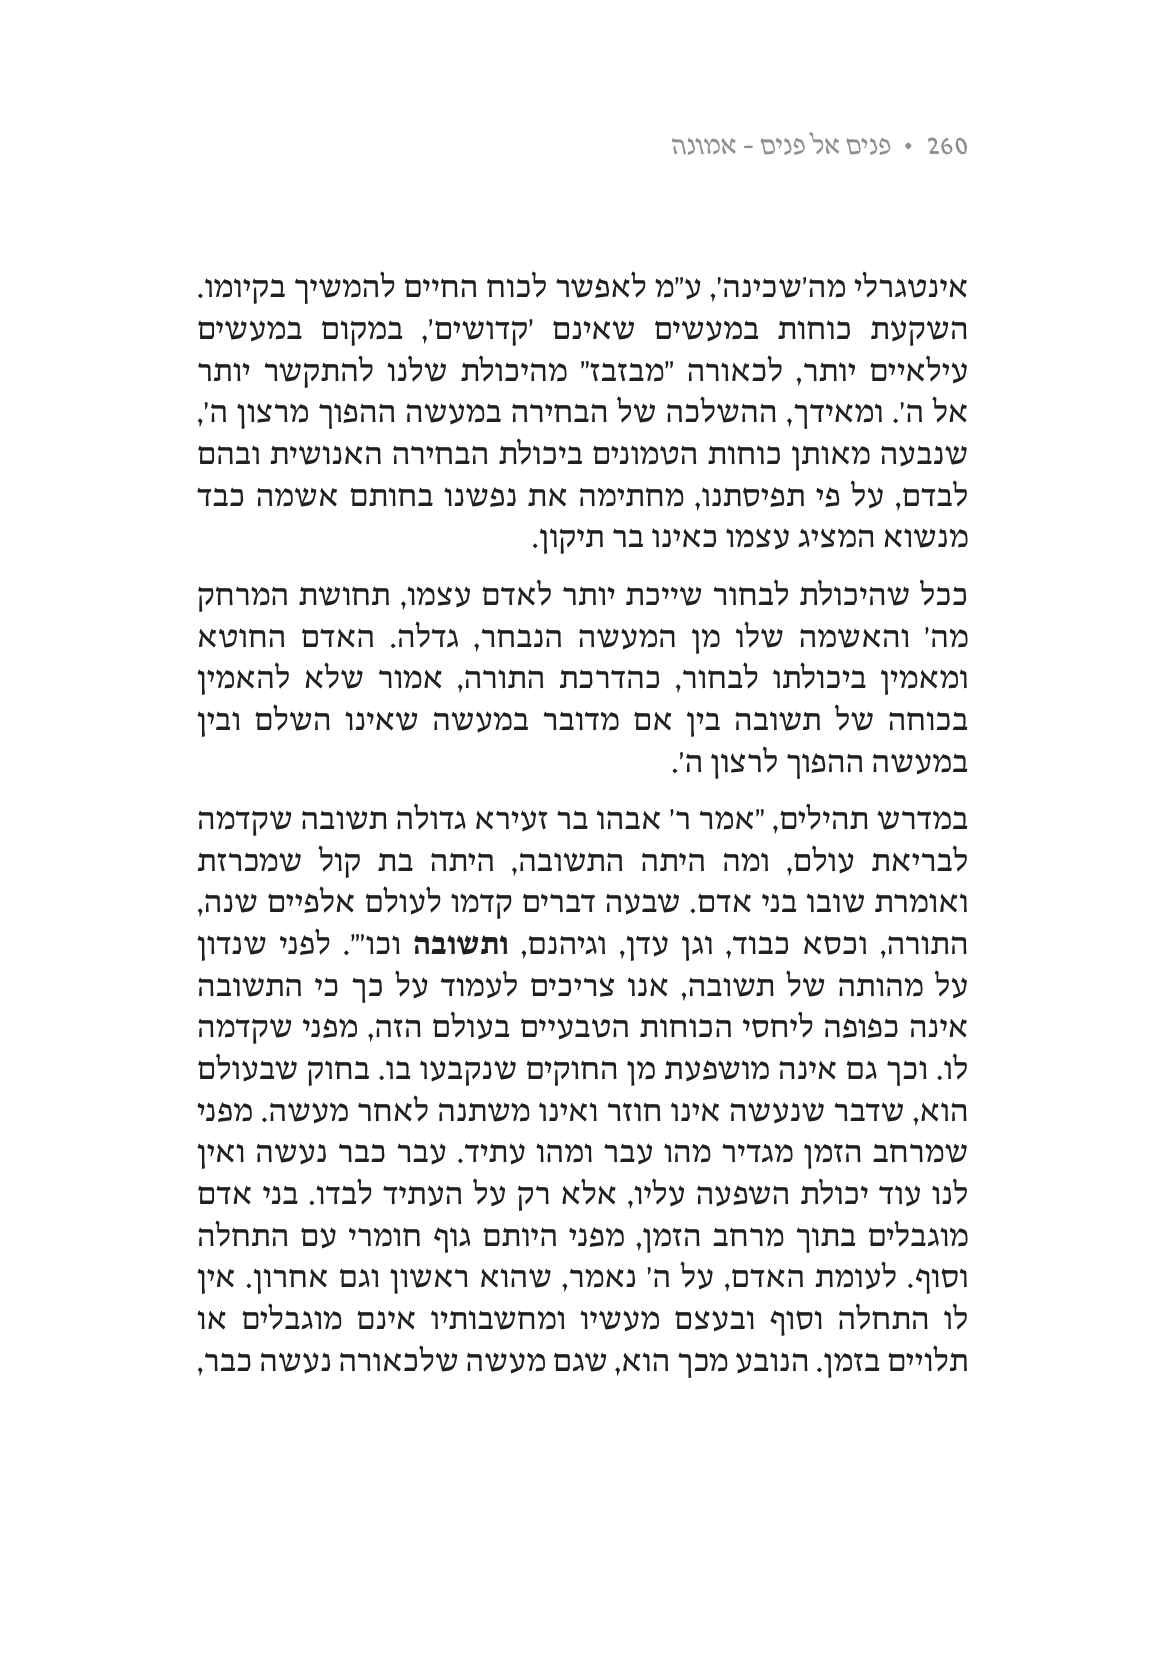 260 • פנים אל פנים - אמונה
אינטגרלי מה'שכינה', ע"מ לאפשר לכוח החיים להמשיך בקיומו.
השקעת כוחות במעשים שאינם 'קדושים', במקום במעשים
עילאיים יותר, לכאורה "מבזבז" מהיכולת שלנו להתקשר יותר
אל ה'. ומאידך, ההשלכה של הבחירה במעשה ההפוך מרצון ה',
שנבעה מאותן כוחות הטמונים ביכולת הבחירה האנושית ובהם
לבדם, על פי תפיסתנו, מחתימה את נפשנו בחותם אשמה כבד
מנשוא המציג עצמו כאינו בר תיקון.
ככל שהיכולת לבחור שייכת יותר לאדם עצמו, תחושת המרחק
מה' והאשמה שלו מן המעשה הנבחר, גדלה. האדם החוטא
ומאמין ביכולתו לבחור, כהדרכת התורה, אמור שלא להאמין
בכוחה של תשובה בין אם מדובר במעשה שאינו השלם ובין
במעשה ההפוך לרצון ה'.
במדרש תהילים, "אמר ר' אבהו בר זעירא גדולה תשובה שקדמה
לבריאת עולם, ומה היתה התשובה, היתה בת קול שמכרזת
ואומרת שובו בני אדם. שבעה דברים קדמו לעולם אלפיים שנה,
התורה, וכסא כבוד, וגן עדן, וגיהנם, ותשובה וכו'". לפני שנדון
על מהותה של תשובה, אנו צריכים לעמוד על כך כי התשובה
אינה כפופה ליחסי הכוחות הטבעיים בעולם הזה, מפני שקדמה
לו. וכך גם אינה מושפעת מן החוקים שנקבעו בו. בחוק שבעולם
הוא, שדבר שנעשה אינו חוזר ואינו משתנה לאחר מעשה. מפני
שמרחב הזמן מגדיר מהו עבר ומהו עתיד. עבר כבר נעשה ואין
לנו עוד יכולת השפעה עליו, אלא רק על העתיד לבדו. בני אדם
מוגבלים בתוך מרחב הזמן, מפני היותם גוף חומרי עם התחלה
וסוף. לעומת האדם, על ה' נאמר, שהוא ראשון וגם אחרון. אין
לו התחלה וסוף ובעצם מעשיו ומחשבותיו אינם מוגבלים או
תלויים בזמן. הנובע מכך הוא, שגם מעשה שלכאורה נעשה כבר,